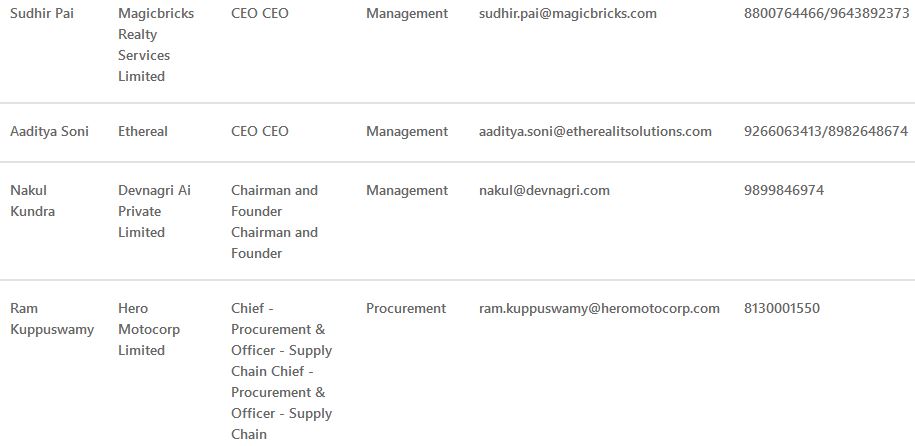 Sudhir Pai Magicbricks CEO CEO Management sudhir.pai@magicbricks.com 8800764466/9643892373
Realty
Services
Limited
Aaditya Soni Ethereal CEO CEO Management aaditya.soni@etherealitsolutions.com 9266063413/8982648674
Nakul Devnagri Ai Chairman and Management nakul@devnagri.com 9899846974
Kundra Private Founder
Limited Chairman and
Founder
Ram Hero Chief - Procurement ram.kuppuswamy@heromotocorp.com 8130001550
Kuppuswamy Motocorp Procurement &
Limited Officer - Supply
Chain Chief -
Procurement &
Officer - Supply
Chain